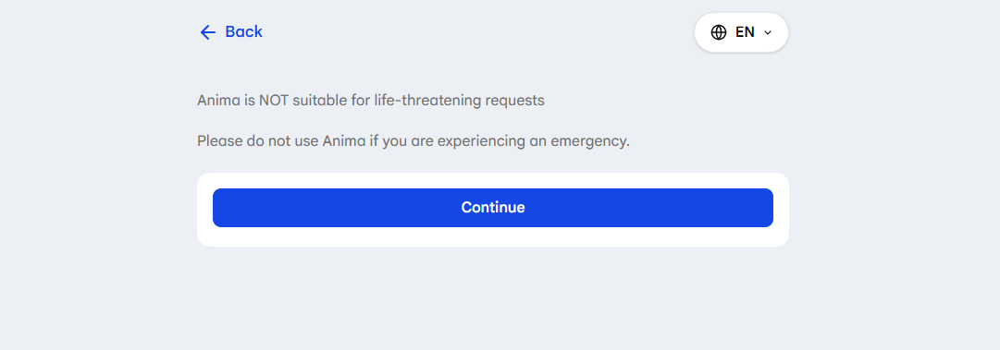 Back
EN
Anima is NOT suitable for life-threatening requests
Please do not use Anima if you are experiencing an emergency.
Continue